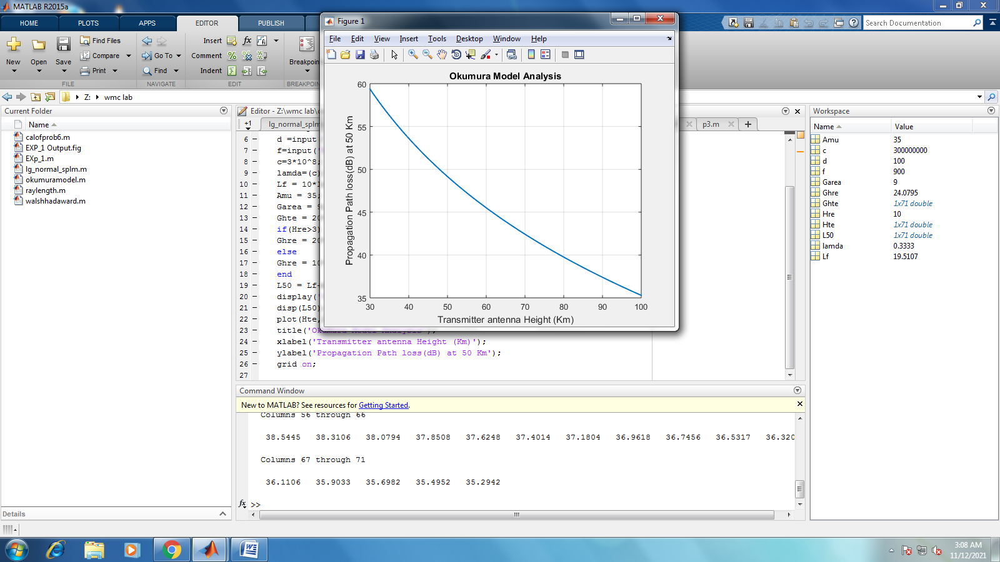 MATLAB R2015a
HOME PLOTS APPS EDITOR PUBLISH
Search Documentation
New Open Save Find Files Compare Print
Go To Find
Insert fx
Comment
Indent
Breakpoin
FILE NAVIGATE EDIT BREAKPOIN
Z: wmc lab
Current Folder
Name
calofprob6.m
EXP_1 Output.fig
EXp_1.m
lg_normal_splm.m
okumuramodel.m
raylength.m
walshhadaward.m
Details
Editor - Z:\wmc lab\
+1 lg_normal_splm p3.m +
6 - d =input
7 - f=input('
8 - c=3*10^8;
9 - lamda=(c)
10 - Lf = 10*
11 - Amu = 35;
12 - Garea = 9
13 - Ghte = 20
14 - if(Hre>3)
15 - Ghre = 20
16 - else
17 - Ghre = 10
18 - end
19 - L50 = Lf
20 - display(
21 - disp(L50)
22 - plot(Hte,
23 - title('Okumura Model Analysis');
24 - xlabel('Transmitter antenna Height (Km)');
25 - ylabel('Propagation Path loss(dB) at 50 Km');
26 - grid on;
27
Figure 1
File Edit View Insert Tools Desktop Window Help
Okumura Model Analysis
Propagation Path loss(dB) at 50 Km
60
55
50
45
40
35
30 40 50 60 70 80 90 100
Transmitter antenna Height (Km)
Command Window
New to MATLAB? See resources for Getting Started.
Columns 56 through 66
38.5445 38.3106 38.0794 37.8508 37.6248 37.4014 37.1804 36.9618 36.7456 36.5317 36.320
Columns 67 through 71
36.1106 35.9033 35.6982 35.4952 35.2942
fx >>
Workspace
Name Value
Amu 35
c 300000000
d 100
f 900
Garea 9
Ghre 24.0795
Ghte 1x71 double
Hre 10
Hte 1x71 double
L50 1x71 double
lamda 0.3333
Lf 19.5107
3:08 AM
11/12/2021